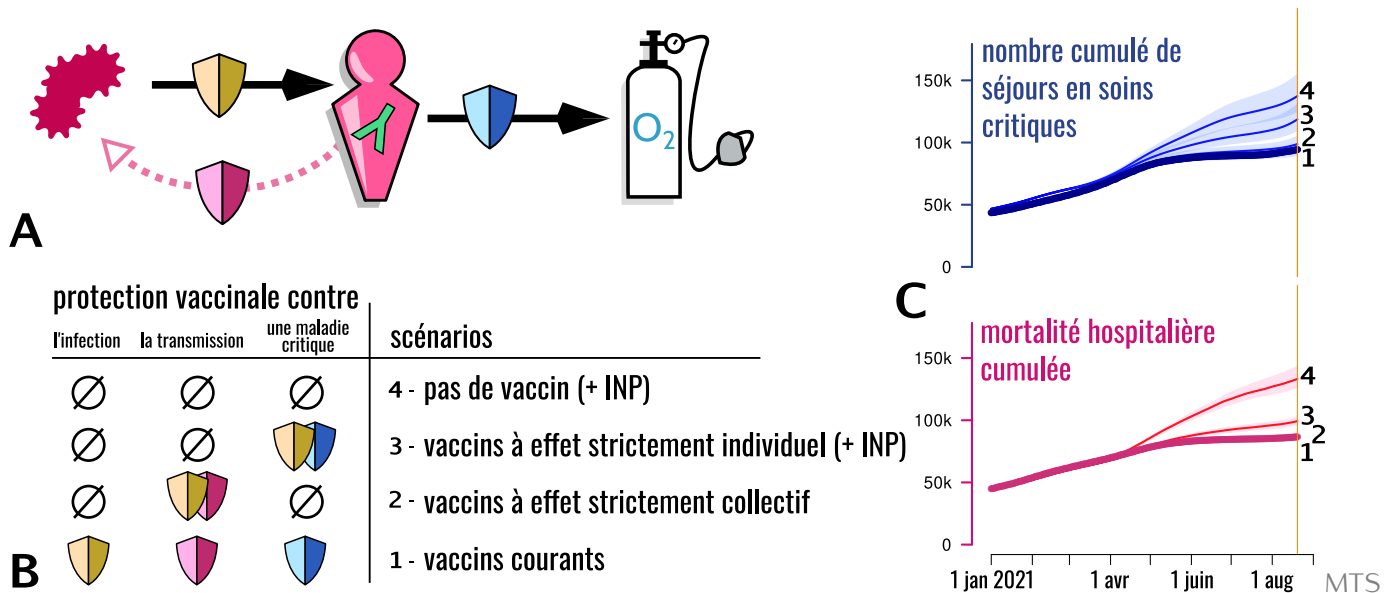 O2
A
protection vaccinale contre
l'infection
la transmission
une maladie
critique
scénarios
4 - pas de vaccin (+ INP)
3 - vaccins à effet strictement individuel (+ INP)
2 - vaccins à effet strictement collectif
1 - vaccins courants
B
nombre cumulé de
séjours en soins
critiques
150k
100k
50k
0
4
3
2
1
C
mortalité hospitalière
cumulée
150k
100k
50k
0
4
3
2
1
1 jan 2021
1 avr
1 juin
1 aug
MTS